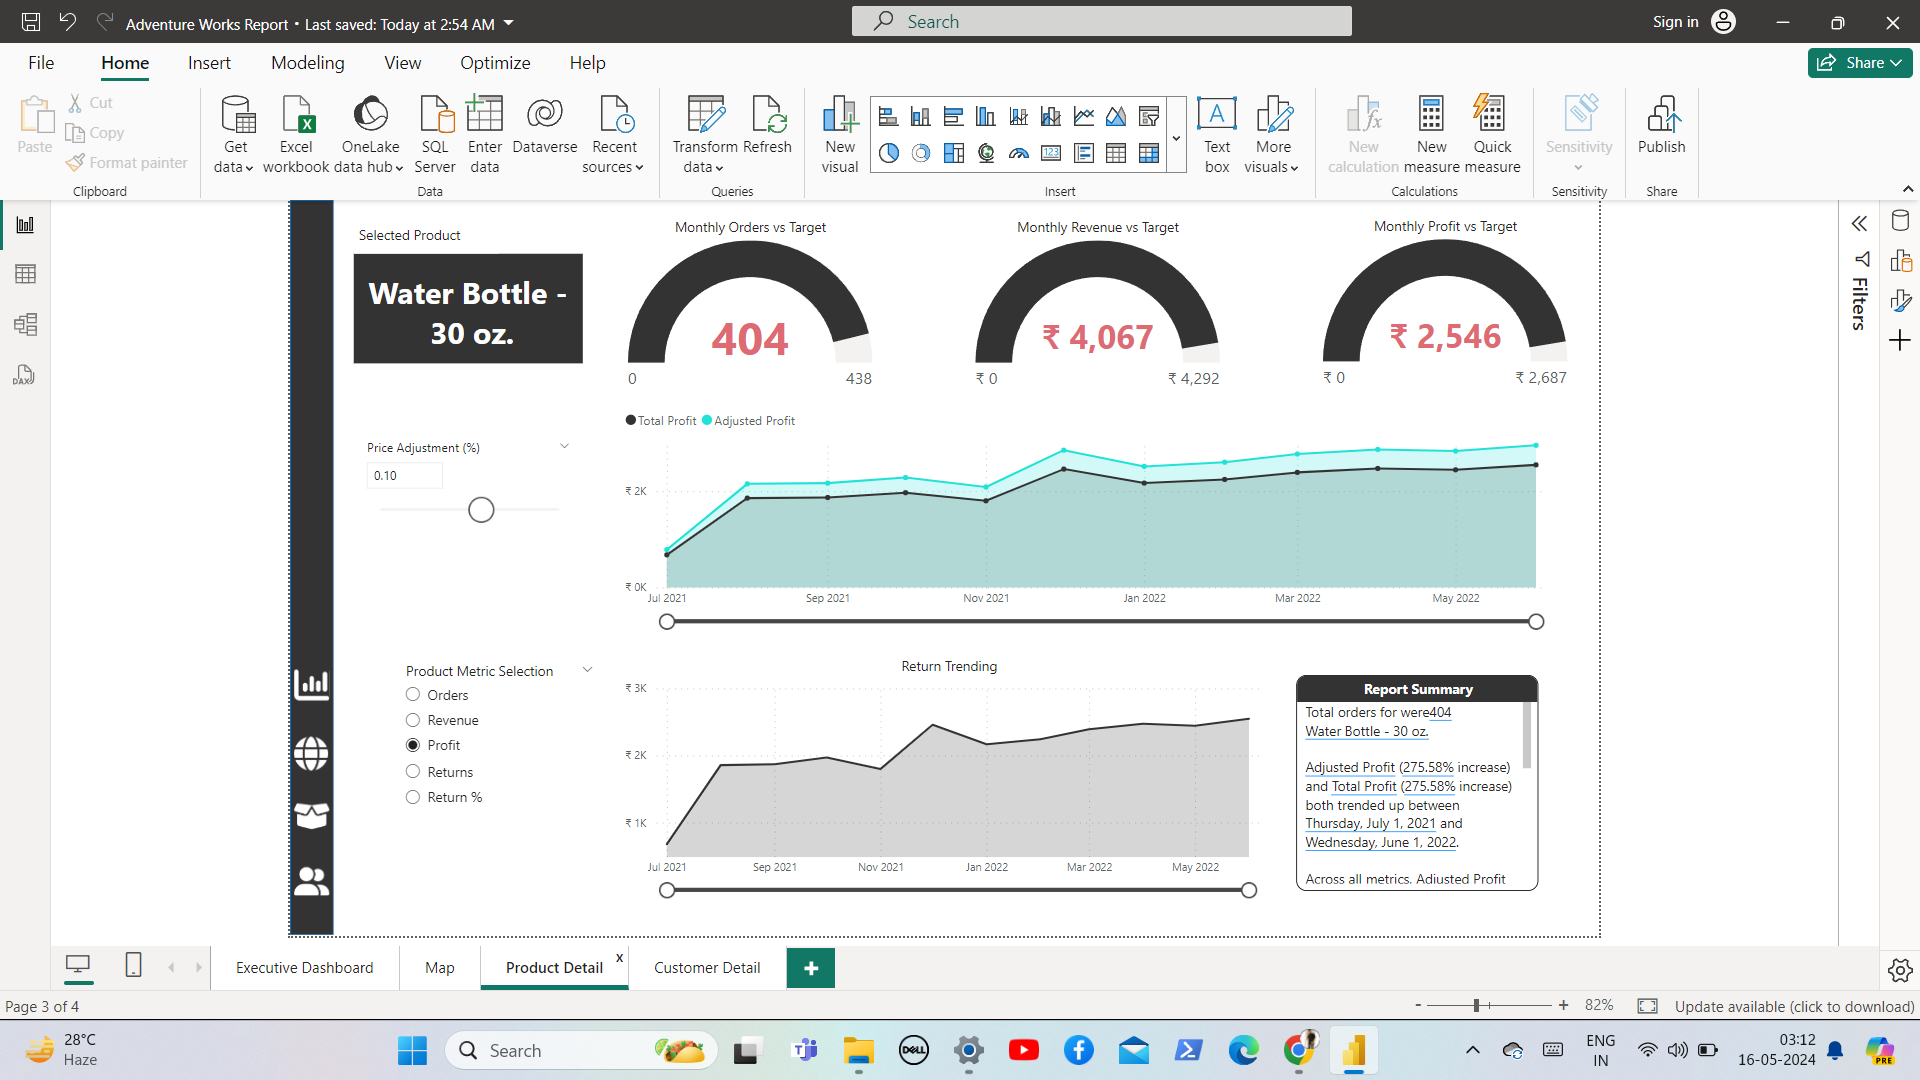 Adventure Works Report • Last saved: Today at 2:54 AM
Search
Sign in
File
Home
Insert
Modeling
View
Optimize
Help
Share
Paste
Cut
Copy
Format painter
Clipboard
Get data
Excel workbook
OneLake data hub
SQL Server
Enter data
Dataverse
Recent sources
Data
Transform data
Refresh
Queries
New visual
123
A
Text box
More visuals
Insert
fx
New calculation
New measure
Quick measure
Calculations
Sensitivity
Sensitivity
Publish
Share
DAX
Filters
Selected Product
Water Bottle -
30 oz.
Monthly Orders vs Target
404
0
438
Monthly Revenue vs Target
₹ 4,067
₹ 0
₹ 4,292
Monthly Profit vs Target
₹ 2,546
₹ 0
₹ 2,687
Total Profit
Adjusted Profit
Price Adjustment (%)
0.10
₹ 2K
₹ 0K
Jul 2021
Sep 2021
Nov 2021
Jan 2022
Mar 2022
May 2022
Product Metric Selection
Orders
Revenue
Profit
Returns
Return %
Return Trending
₹ 3K
₹ 2K
₹ 1K
Jul 2021
Sep 2021
Nov 2021
Jan 2022
Mar 2022
May 2022
Report Summary
Total orders for were404
Water Bottle - 30 oz.
Adjusted Profit (275.58% increase)
and Total Profit (275.58% increase)
both trended up between
Thursday, July 1, 2021 and
Wednesday, June 1, 2022.
Across all metrics. Adjusted Profit
Executive Dashboard
Map
Product Detail
x
Customer Detail
+
Page 3 of 4
- + 82%
Update available (click to download)
28°C
Haze
Search
DELL
ENG
IN
03:12
16-05-2024
PRE